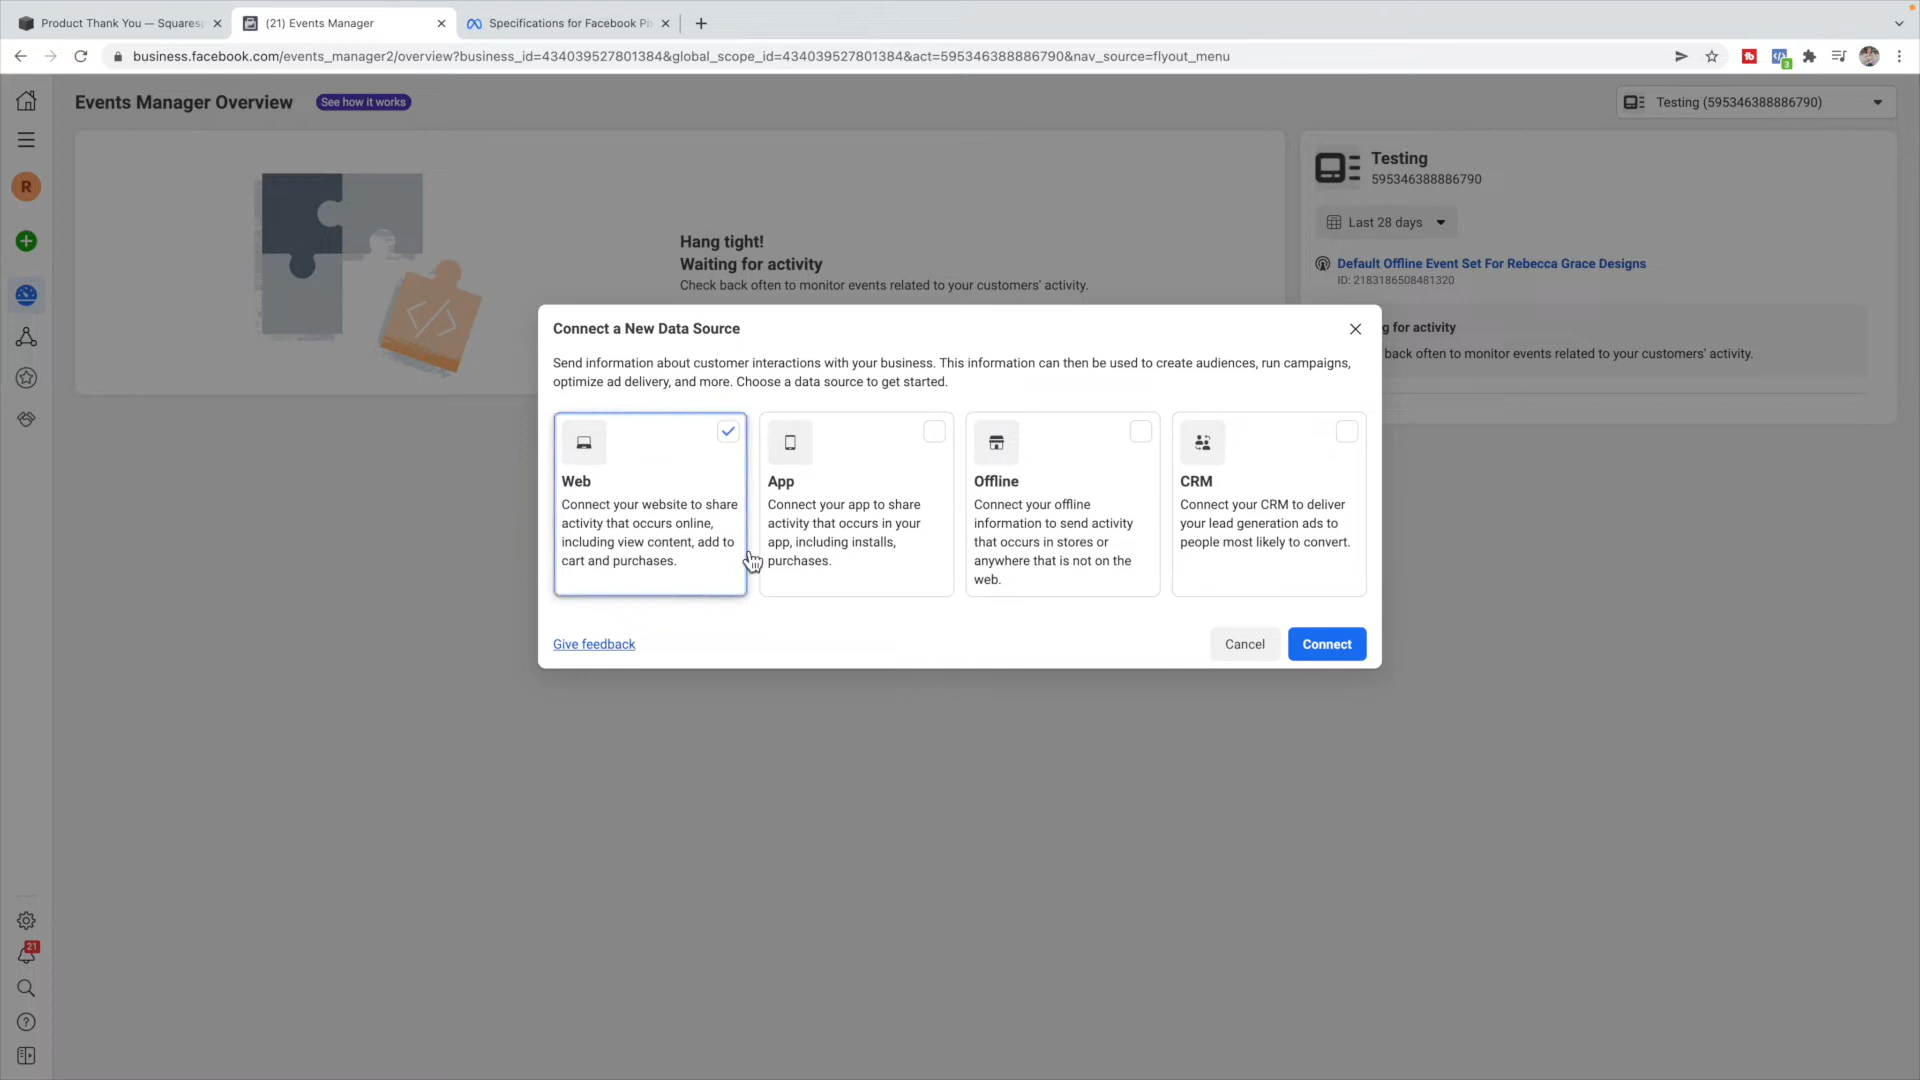 Product Thank You — Squaresp
(21) Events Manager
Specifications for Facebook Pi
business.facebook.com/events_manager2/overview?business_id=434039527801384&global_scope_id=434039527801384&act=595346388886790&nav_source=flyout_menu
3
Events Manager Overview
See how it works
Testing (595346388886790)
R
Hang tight!
Waiting for activity
Check back often to monitor events related to your customers' activity.
Testing
595346388886790
Last 28 days
Default Offline Event Set For Rebecca Grace Designs
ID: 2183186508481320
g for activity
back often to monitor events related to your customers' activity.
Connect a New Data Source
Send information about customer interactions with your business. This information can then be used to create audiences, run campaigns,
optimize ad delivery, and more. Choose a data source to get started.
Web
Connect your website to share
activity that occurs online,
including view content, add to
cart and purchases.
App
Connect your app to share
activity that occurs in your
app, including installs,
purchases.
Offline
Connect your offline
information to send activity
that occurs in stores or
anywhere that is not on the
web.
CRM
Connect your CRM to deliver
your lead generation ads to
people most likely to convert.
Give feedback
Cancel
Connect
21